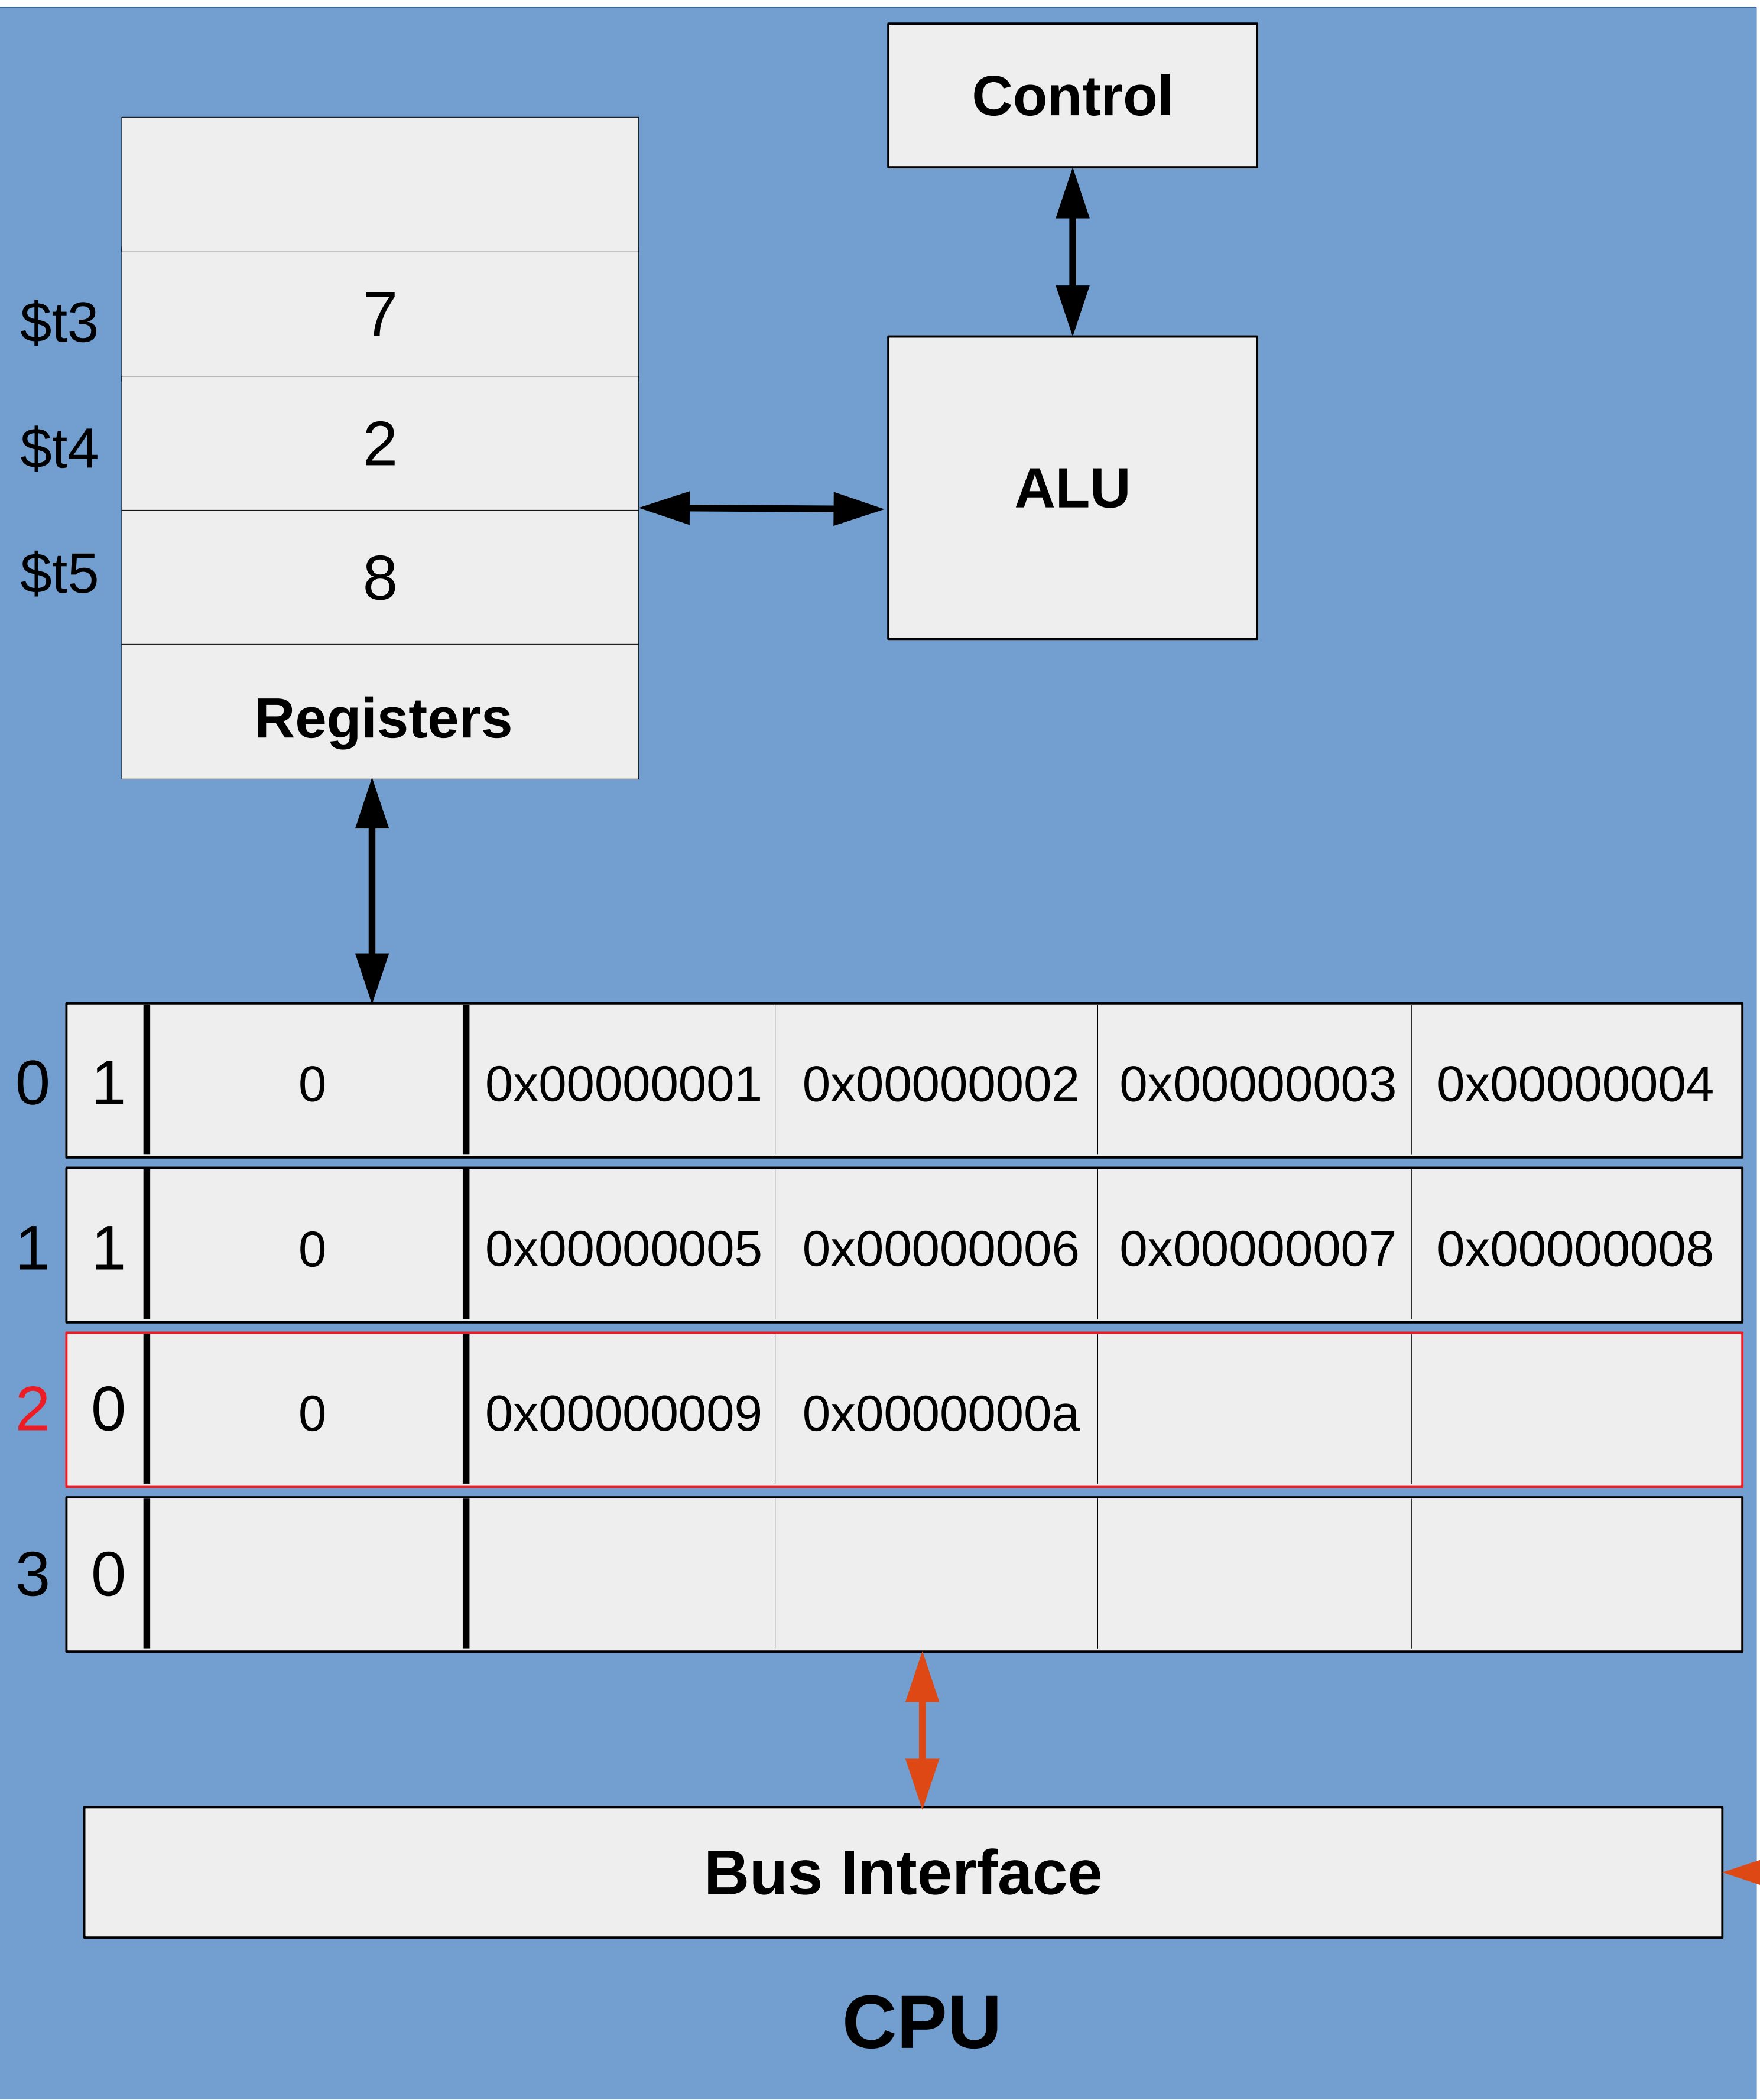 Control
$t3 7
$t4 2
ALU
$t5 8
Registers
0 1 0 0x00000001 0x00000002 0x00000003 0x00000004
1 1 0 0x00000005 0x00000006 0x00000007 0x00000008
2 0 0 0x00000009 0x0000000a
3 0
Bus Interface
CPU